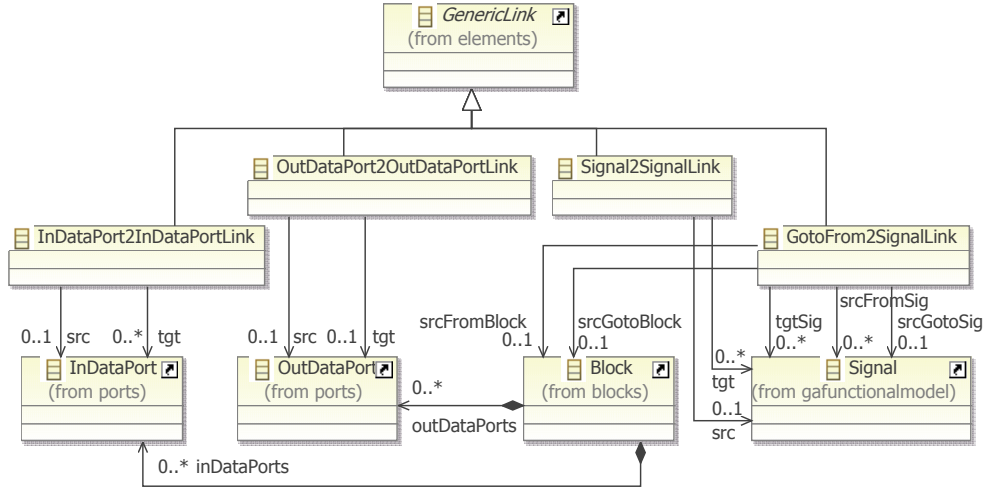 GenericLink
(from elements)
OutDataPort2OutDataPortLink
Signal2SignalLink
InDataPort2InDataPortLink
GotoFrom2SignalLink
srcFromSig
srcFromBlock
srcGotoBlock
tgtSig
srcGotoSig
0..1 src
0..* tgt
0..1 src
0..1 tgt
0..1
0..1
0..*
0..*
0..1
InDataPort
(from ports)
OutDataPort
(from ports)
Block
(from blocks)
0..*
tgt
Signal
(from gafunctionalmodel)
0..*
outDataPorts
0..1
src
0..* inDataPorts